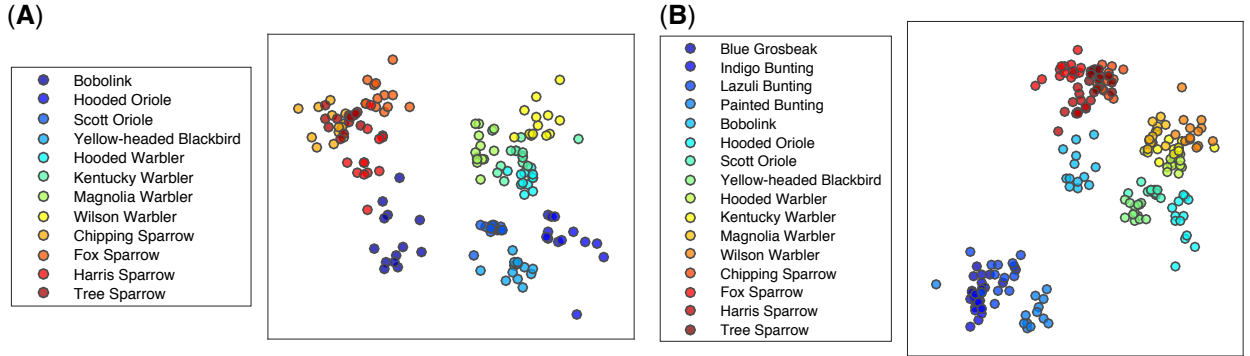 (A)
Bobolink
Hooded Oriole
Scott Oriole
Yellow-headed Blackbird
Hooded Warbler
Kentucky Warbler
Magnolia Warbler
Wilson Warbler
Chipping Sparrow
Fox Sparrow
Harris Sparrow
Tree Sparrow
(B)
Blue Grosbeak
Indigo Bunting
Lazuli Bunting
Painted Bunting
Bobolink
Hooded Oriole
Scott Oriole
Yellow-headed Blackbird
Hooded Warbler
Kentucky Warbler
Magnolia Warbler
Wilson Warbler
Chipping Sparrow
Fox Sparrow
Harris Sparrow
Tree Sparrow